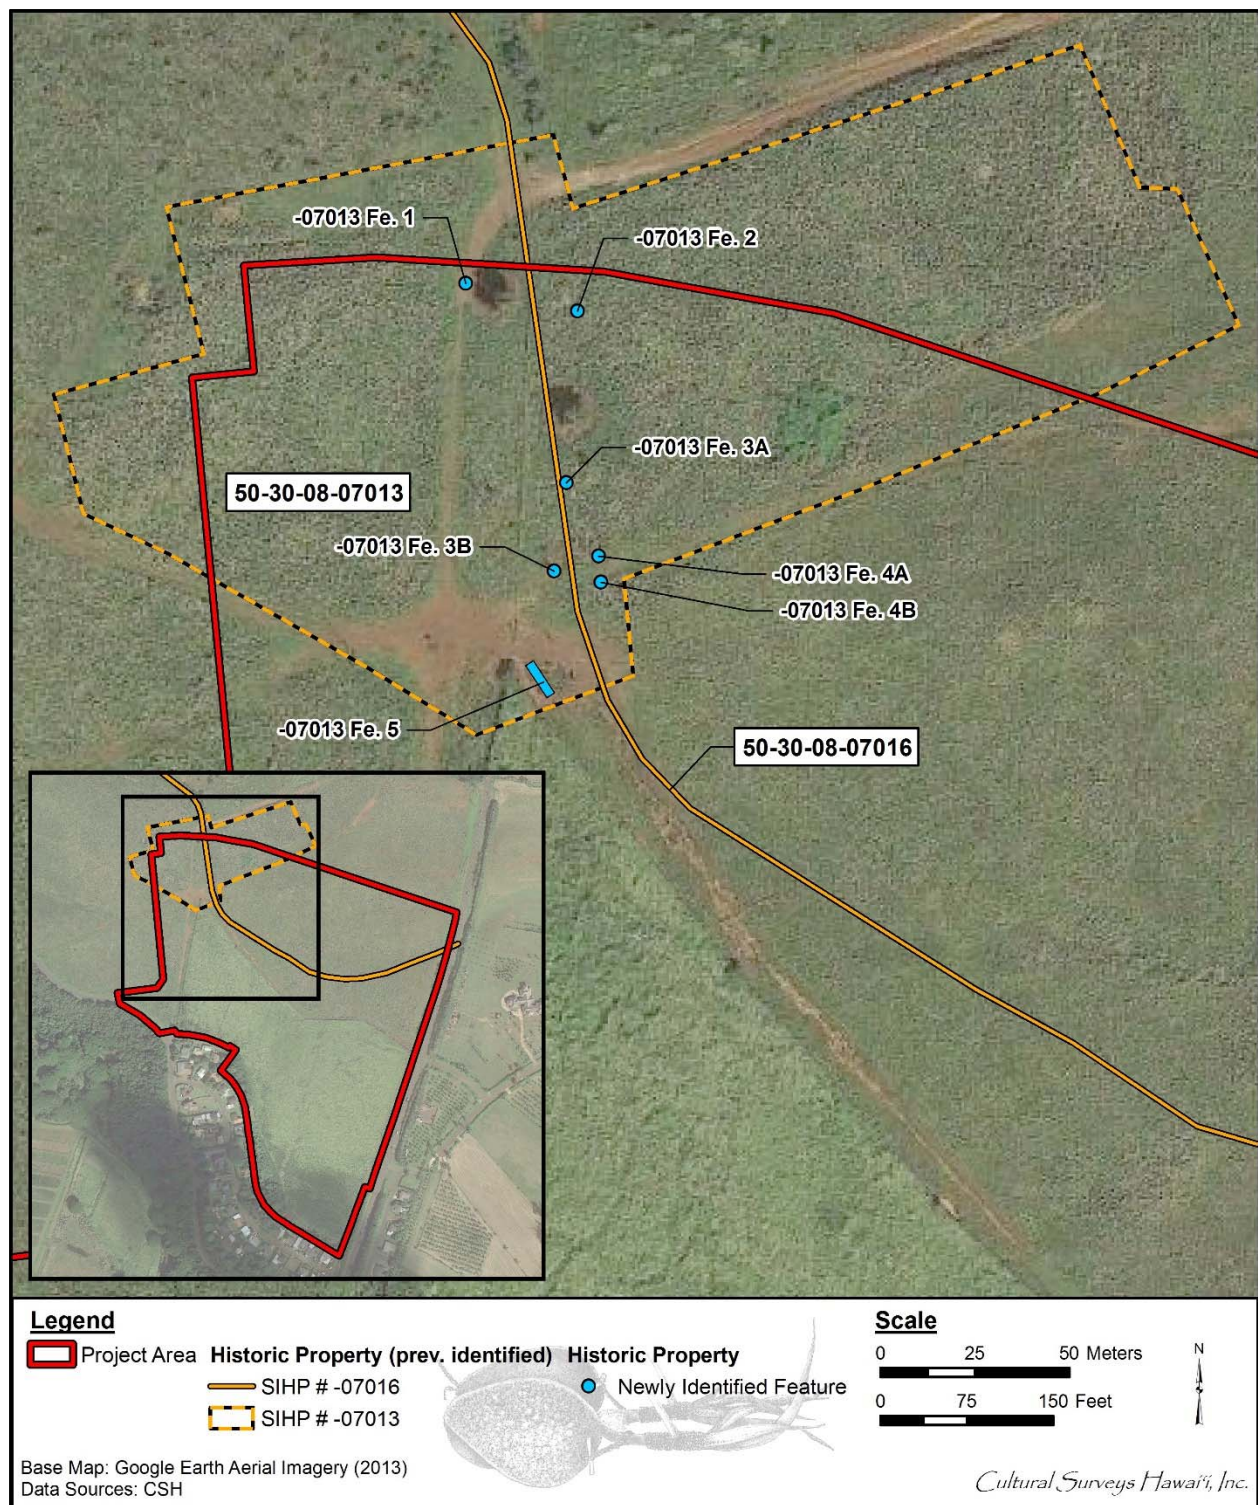 -07013 Fe. 1
-07013 Fe. 2
-07013 Fe. 3A
50-30-08-07013
-07013 Fe. 3B
-07013 Fe. 4A
-07013 Fe. 4B
-07013 Fe. 5
50-30-08-07016
Legend
Project Area
Historic Property (prev. identified)
SIHP # -07016
SIHP # -07013
Historic Property
Newly Identified Feature
Scale
0 25 50 Meters
0 75 150 Feet
N
Base Map: Google Earth Aerial Imagery (2013)
Data Sources: CSH
Cultural Surveys Hawaiʻi, Inc.